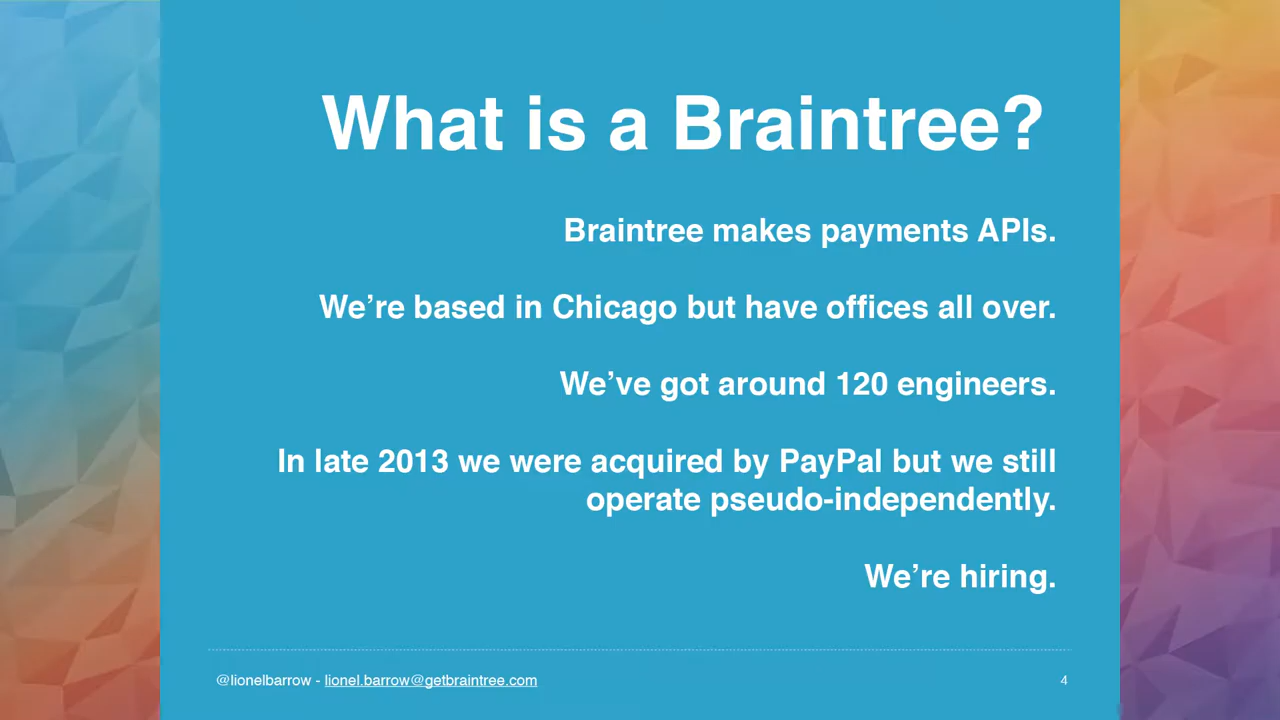 What is a Braintree?
Braintree makes payments APIs.
We’re based in Chicago but have offices all over.
We’ve got around 120 engineers.
In late 2013 we were acquired by PayPal but we still
operate pseudo-independently.
We’re hiring.
@lionelbarrow - lionel.barrow@getbraintree.com
4